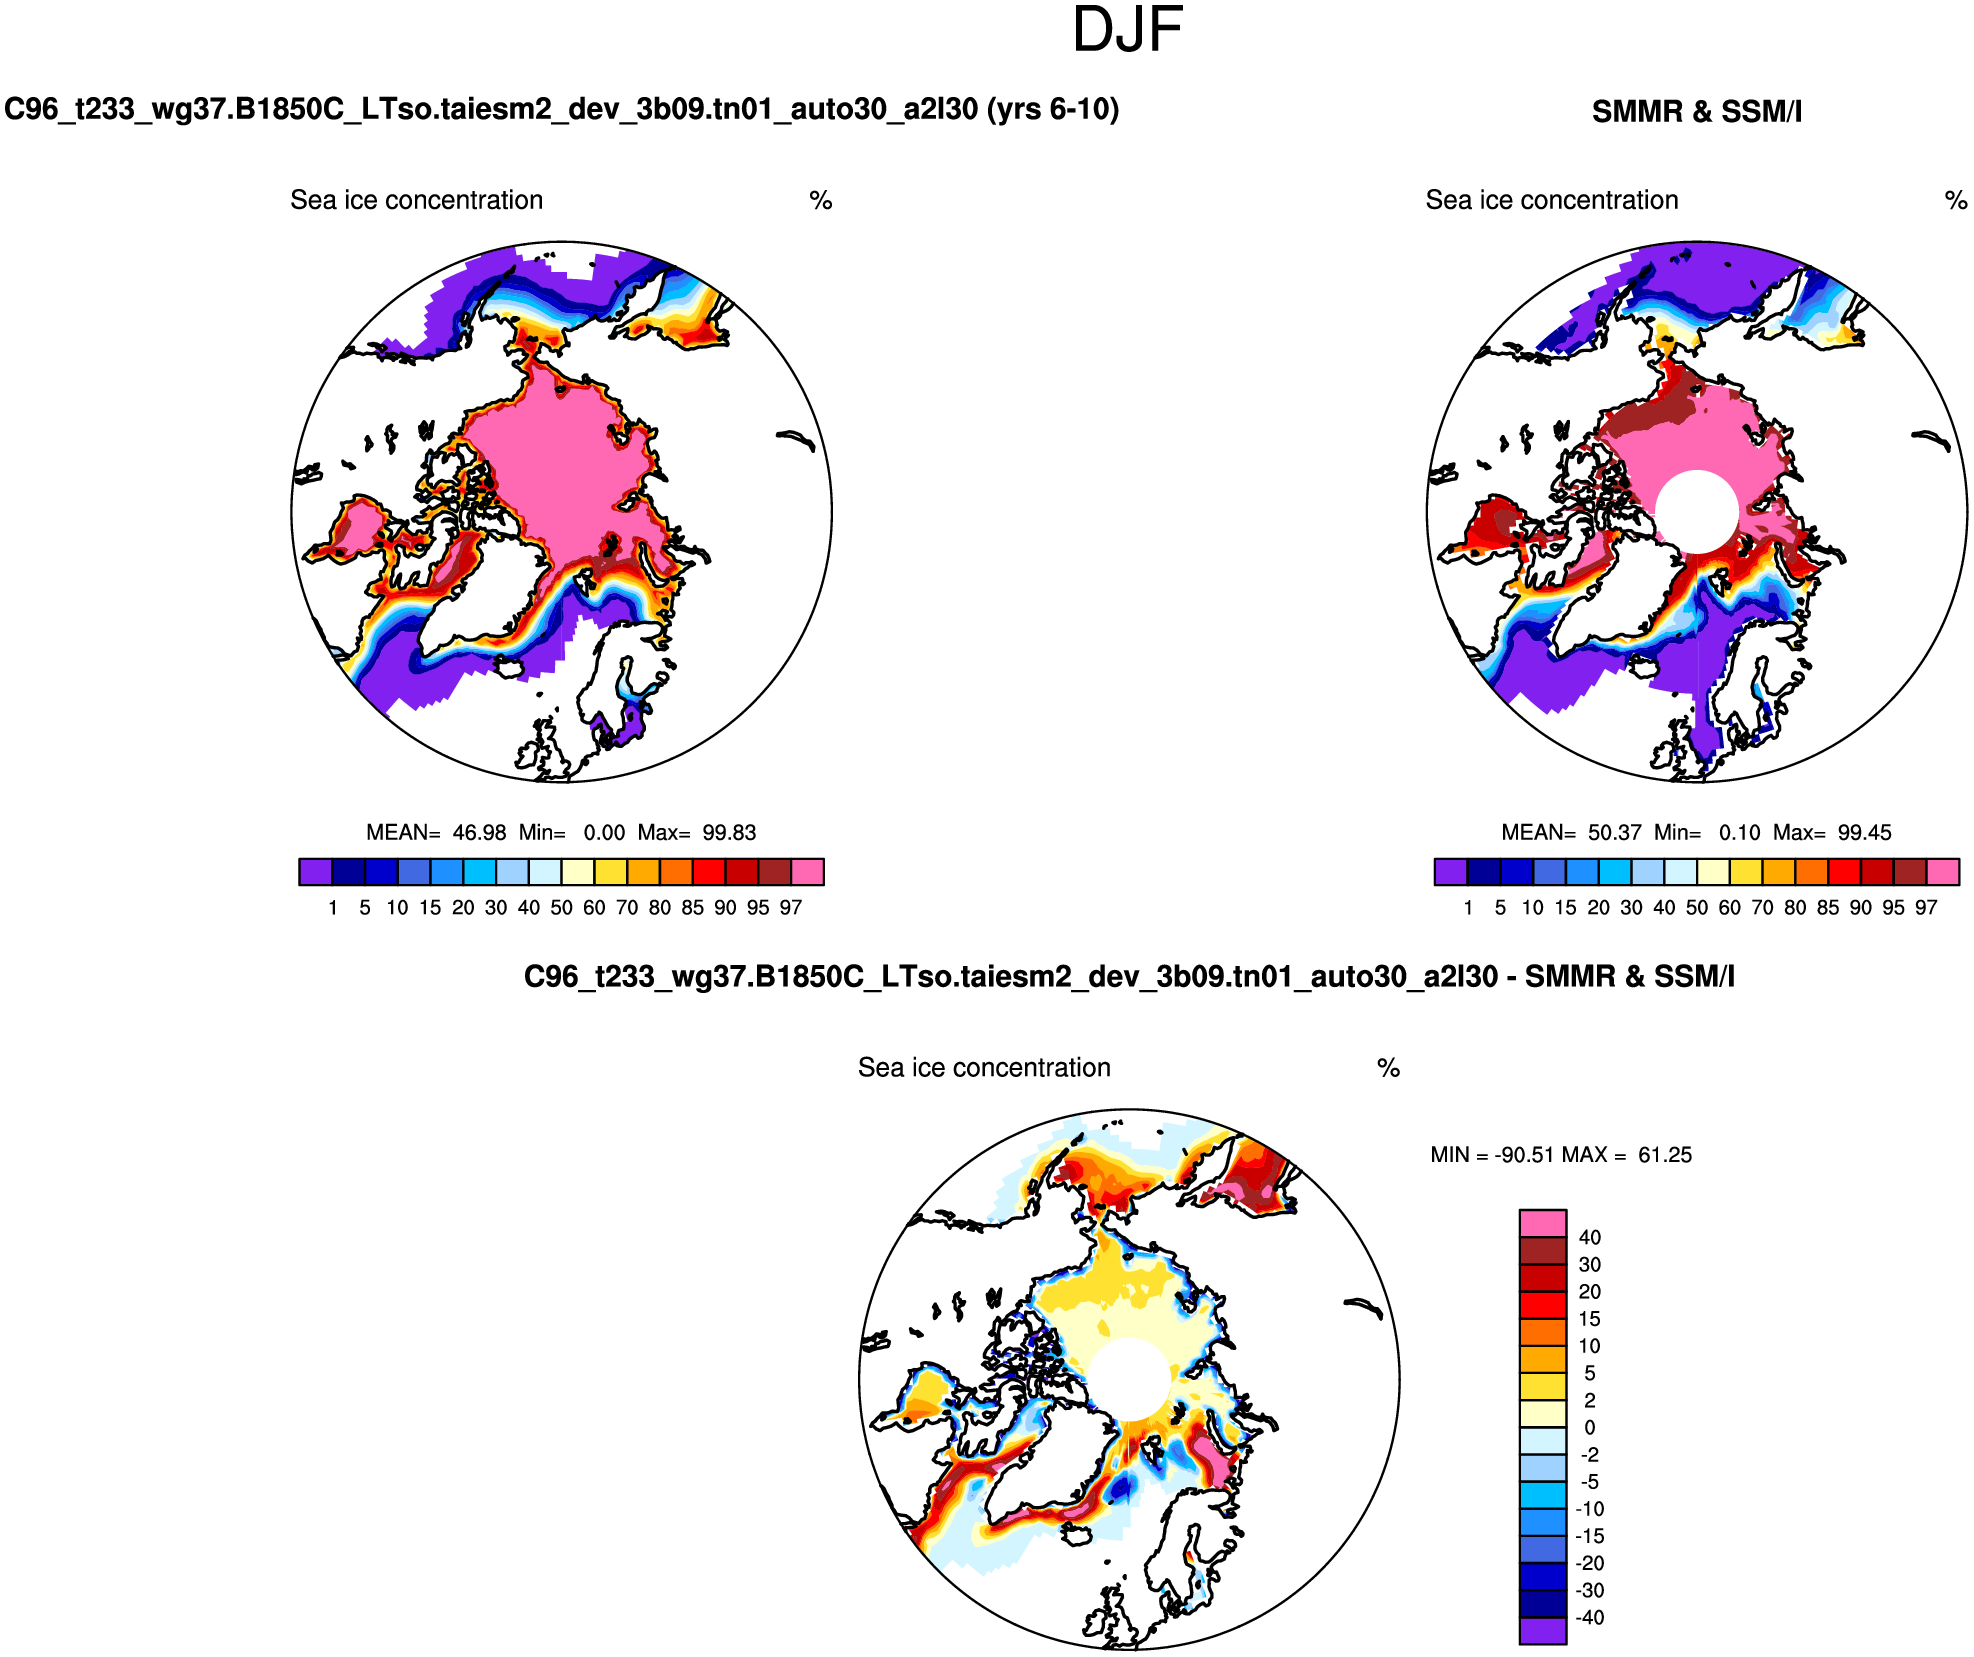 DJF
C96_t233_wg37.B1850C_LTso.taiesm2_dev_3b09.tn01_auto30_a2l30 (yrs 6-10)
SMMR & SSM/I
Sea ice concentration %
Sea ice concentration %
MEAN= 46.98 Min= 0.00 Max= 99.83
MEAN= 50.37 Min= 0.10 Max= 99.45
1 5 10 15 20 30 40 50 60 70 80 85 90 95 97
1 5 10 15 20 30 40 50 60 70 80 85 90 95 97
C96_t233_wg37.B1850C_LTso.taiesm2_dev_3b09.tn01_auto30_a2l30 - SMMR & SSM/I
Sea ice concentration %
MIN = -90.51 MAX = 61.25
40
30
20
15
10
5
2
0
-2
-5
-10
-15
-20
-30
-40